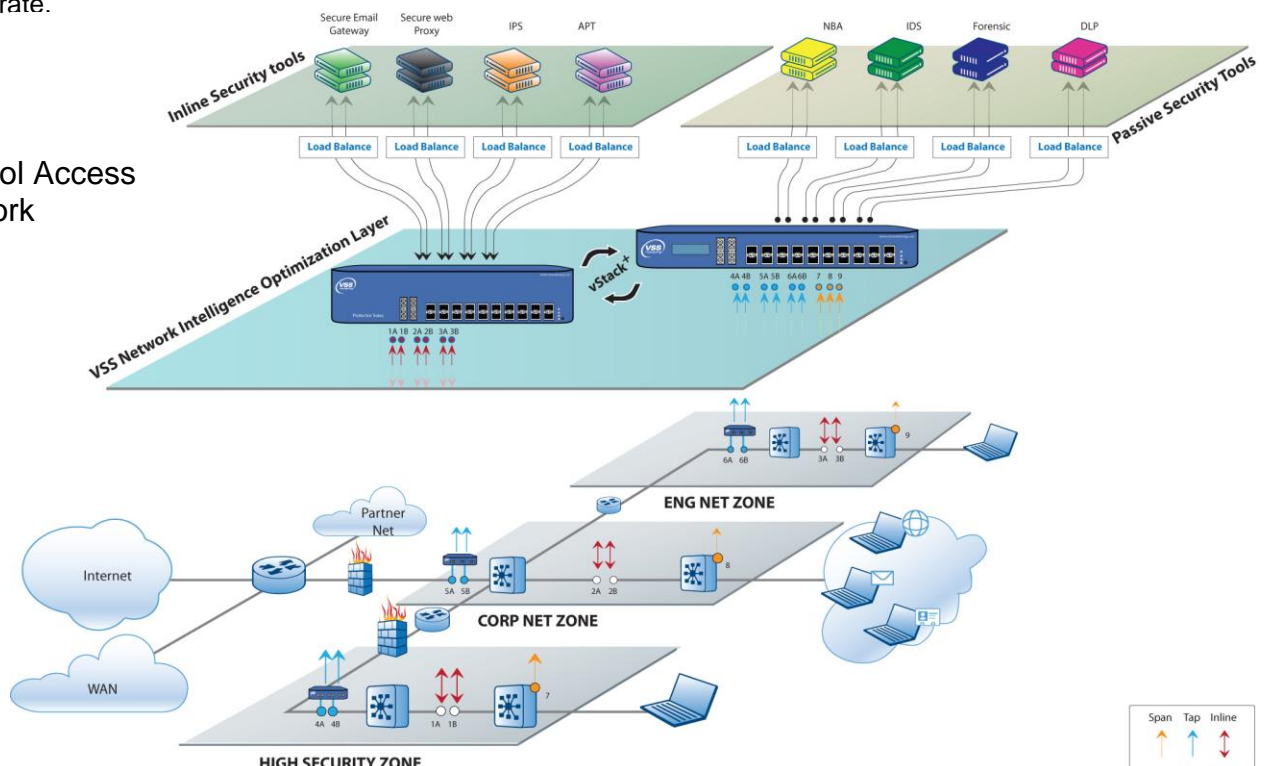 rate.
Secure Email
Gateway
Secure web
Proxy
IPS
APT
NBA
IDS
Forensic
DLP
Inline Security tools
Passive Security Tools
Load Balance
Load Balance
Load Balance
Load Balance
Load Balance
Load Balance
Load Balance
Load Balance
ol Access
ork
VSS Network Intelligence Optimization Layer
VSS
vStack+
VSS
Protector Series
4A 4B 5A 5B 6A 6B 7 8 9
1A 1B 2A 2B 3A 3B
6A 6B
3A 3B
9
ENG NET ZONE
Partner
Net
Internet
5A 5B
2A 2B
8
CORP NET ZONE
WAN
4A 4B
1A 1B
7
HIGH SECURITY ZONE
Span Tap Inline